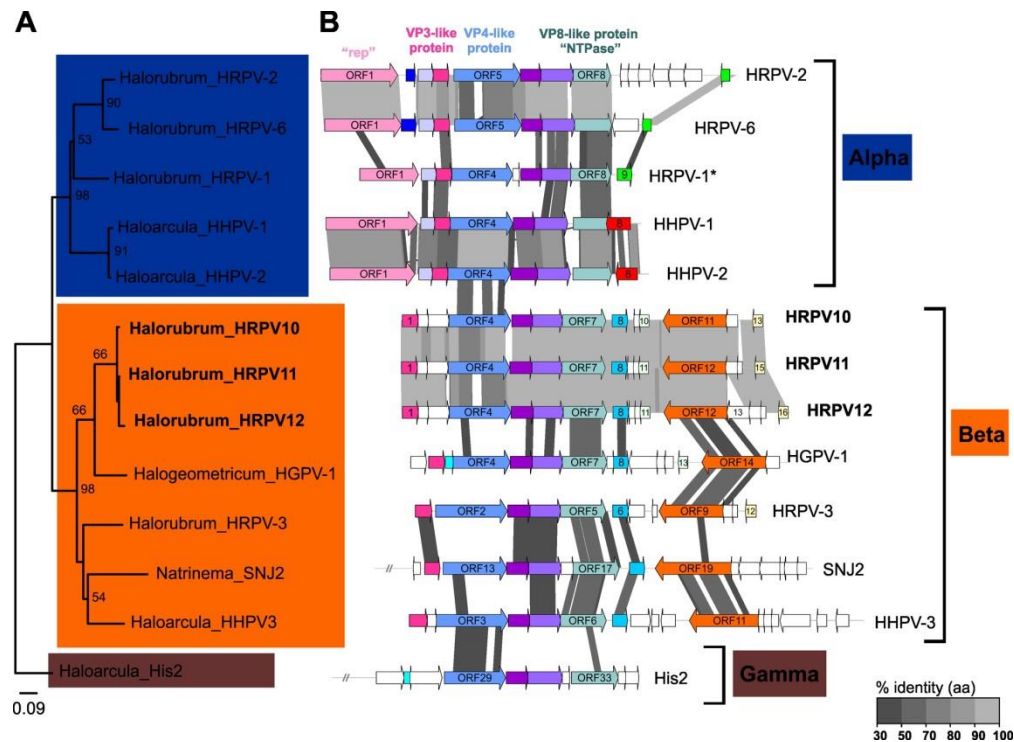 A
Halorubrum_HRPV-2
90
Halorubrum_HRPV-6
53
Halorubrum_HRPV-1
98
Haloarcula_HHPV-1
91
Haloarcula_HHPV-2
Halorubrum_HRPV10
66
Halorubrum_HRPV11
66
Halorubrum_HRPV12
Halogeometricum_HGPV-1
98
Halorubrum_HRPV-3
Natrinema_SNJ2
54
Haloarcula_HHPV3
Haloarcula_His2
0.09
B
"rep"
VP3-like
protein
VP4-like
protein
VP8-like protein
"NTPase"
ORF1 ORF5 ORF8 HRPV-2
ORF1 ORF5 HRPV-6
ORF1 ORF4 ORF8 9 HRPV-1*
ORF1 ORF4 8 HHPV-1
ORF1 ORF4 8 HHPV-2
Alpha
1 ORF4 ORF7 8 10 ORF11 13 HRPV10
1 ORF4 ORF7 8 11 ORF12 15 HRPV11
1 ORF4 ORF7 8 11 ORF12 13 16 HRPV12
ORF4 ORF7 8 13 ORF14 HGPV-1
ORF2 ORF5 6 ORF9 12 HRPV-3
// ORF13 ORF17 ORF19 SNJ2
ORF3 ORF6 ORF11 HHPV-3
Beta
// ORF29 ORF33 His2
Gamma
% identity (aa)
30 50 70 80 90 100